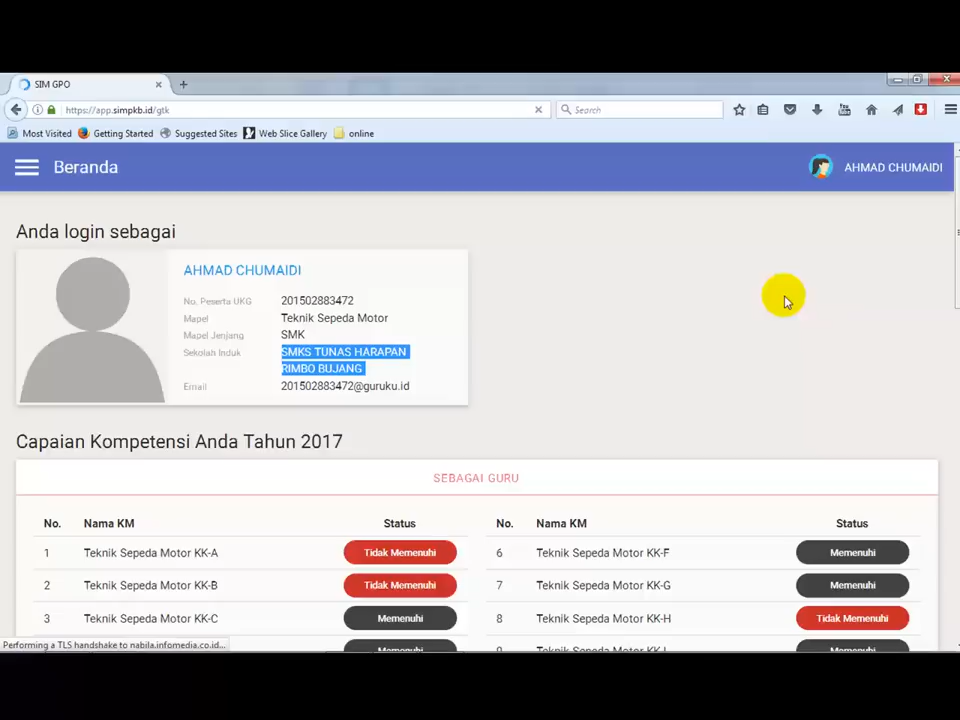 SIM GPO
https://app.simpkb.id/gtk
Search
Most Visited Getting Started Suggested Sites Web Slice Gallery online
Beranda
AHMAD CHUMAIDI
Anda login sebagai
AHMAD CHUMAIDI
No. Peserta UKG 201502883472
Mapel Teknik Sepeda Motor
Mapel Jenjang SMK
Sekolah Induk SMKS TUNAS HARAPAN
RIMBO BUJANG
Email 201502883472@guruku.id
Capaian Kompetensi Anda Tahun 2017
SEBAGAI GURU
No. Nama KM Status No. Nama KM Status
1 Teknik Sepeda Motor KK-A Tidak Memenuhi 6 Teknik Sepeda Motor KK-F Memenuhi
2 Teknik Sepeda Motor KK-B Tidak Memenuhi 7 Teknik Sepeda Motor KK-G Memenuhi
3 Teknik Sepeda Motor KK-C Memenuhi 8 Teknik Sepeda Motor KK-H Tidak Memenuhi
Performing a TLS handshake to nabila.infomedia.co.id...